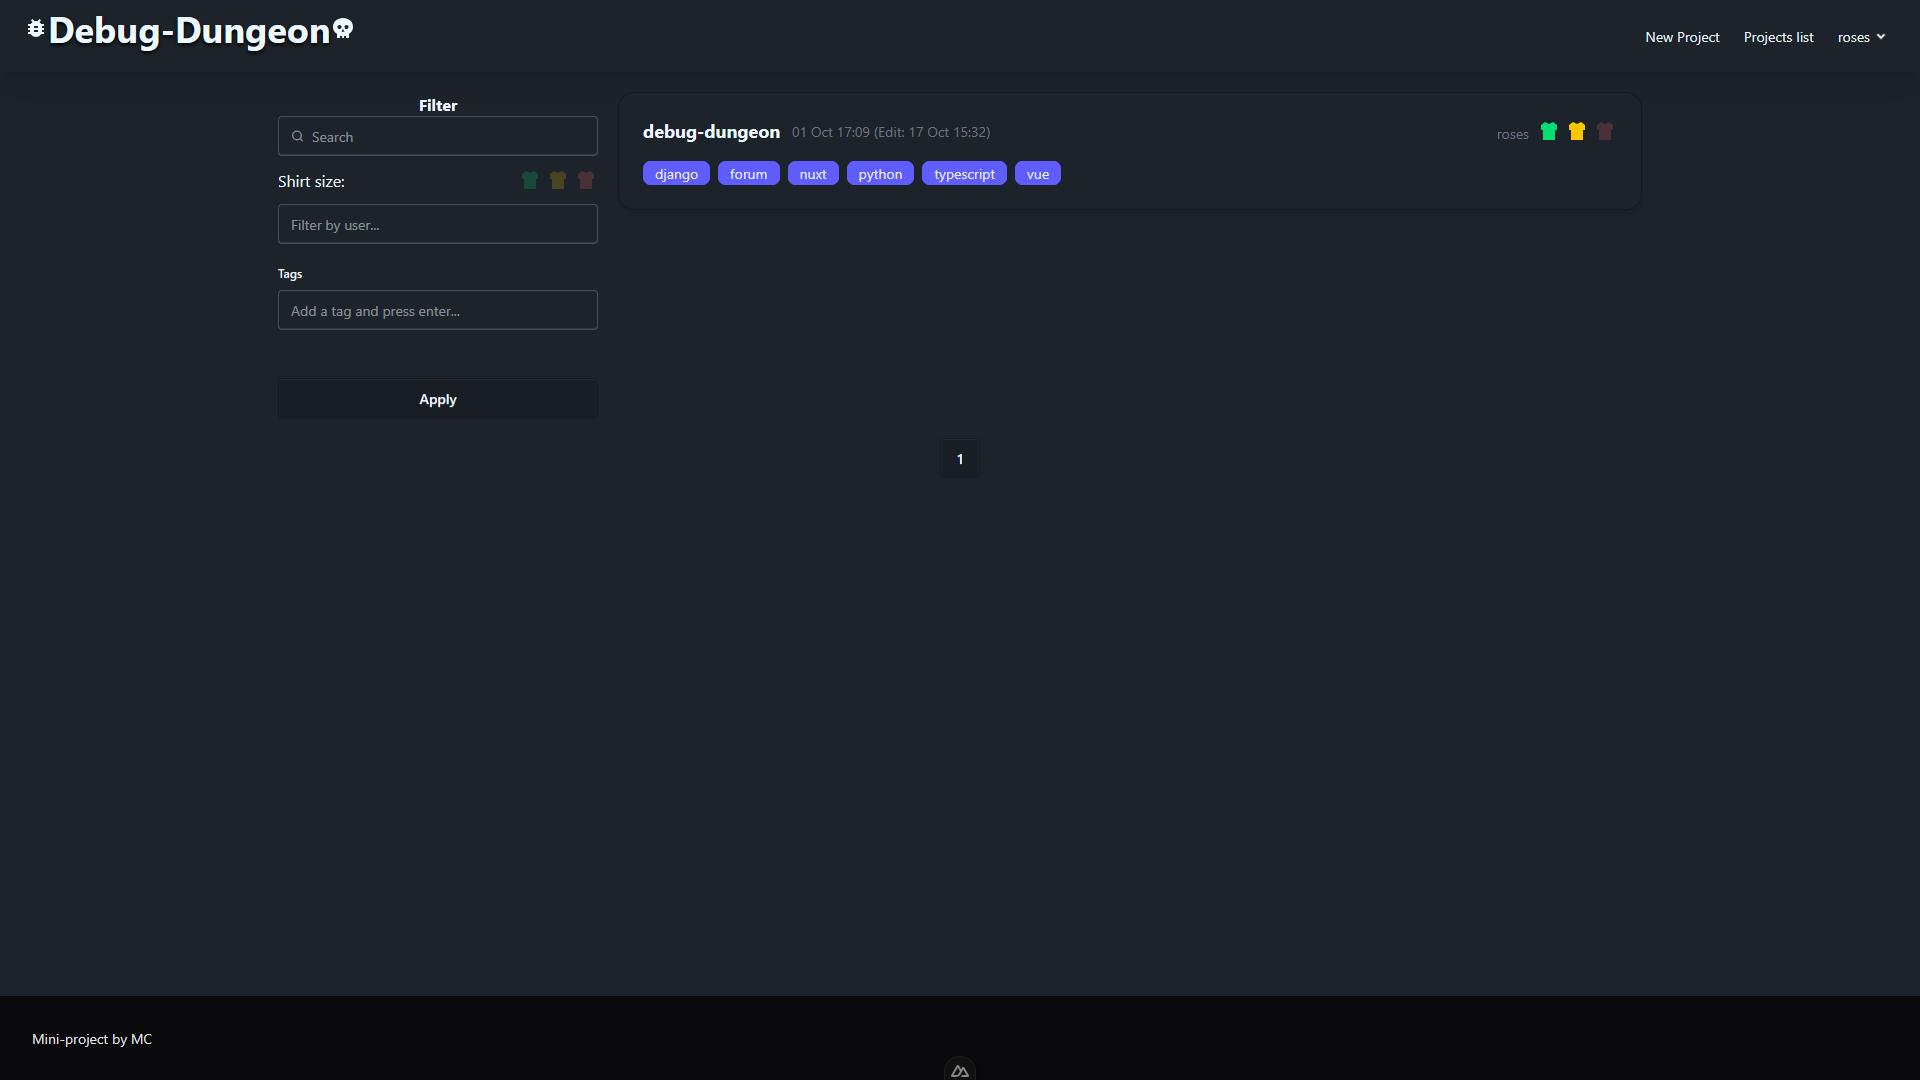 Debug-Dungeon
New Project Projects list roses
Filter
Search
Shirt size:
Filter by user...
Tags
Add a tag and press enter...
Apply
debug-dungeon 01 Oct 17:09 (Edit: 17 Oct 15:32) roses
django forum nuxt python typescript vue
1
Mini-project by MC